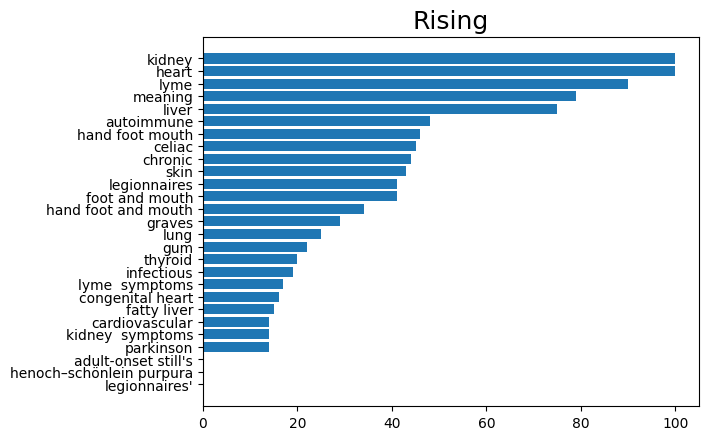 Rising
kidney
heart
lyme
meaning
liver
autoimmune
hand foot mouth
celiac
chronic
skin
legionnaires
foot and mouth
hand foot and mouth
graves
lung
gum
thyroid
infectious
lyme  symptoms
congenital heart
fatty liver
cardiovascular
kidney  symptoms
parkinson
adult-onset still's
henoch–schönlein purpura
legionnaires'
0 20 40 60 80 100